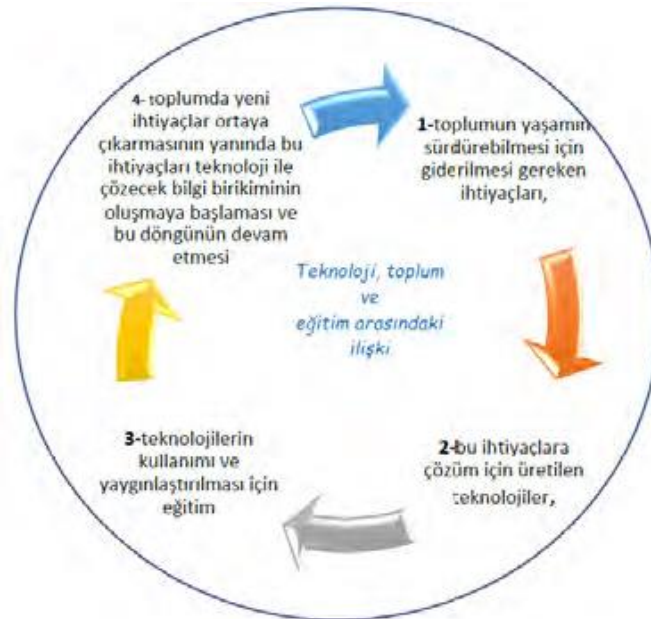 4- toplumda yeni
ihtiyaçlar ortaya
çıkarmasının yanında bu
ihtiyaçları teknoloji ile
çözecek bilgi birikiminin
oluşmaya başlaması ve
bu döngünün devam
etmesi
1-toplumun yaşamın
sürdürebilmesi için
giderilmesi gereken
ihtiyaçları,
Teknoloji, toplum
ve
eğitim arasındaki
ilişki
2-bu ihtiyaçlara
çözüm için üretilen
teknolojiler,
3-teknolojilerin
kullanımı ve
yaygınlaştırılması için
eğitim